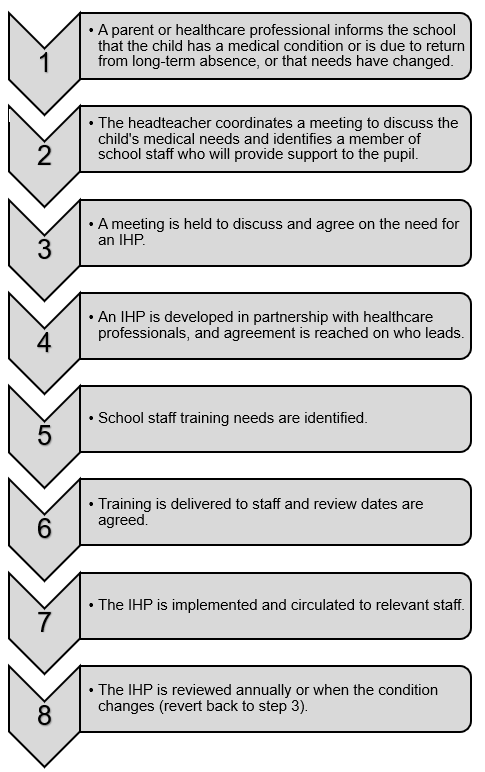 1
• A parent or healthcare professional informs the school
that the child has a medical condition or is due to return
from long-term absence, or that needs have changed.
2
• The headteacher coordinates a meeting to discuss the
child's medical needs and identifies a member of
school staff who will provide support to the pupil.
3
• A meeting is held to discuss and agree on the need for
an IHP.
4
• An IHP is developed in partnership with healthcare
professionals, and agreement is reached on who leads.
5
• School staff training needs are identified.
6
• Training is delivered to staff and review dates are
agreed.
7
• The IHP is implemented and circulated to relevant staff.
8
• The IHP is reviewed annually or when the condition
changes (revert back to step 3).